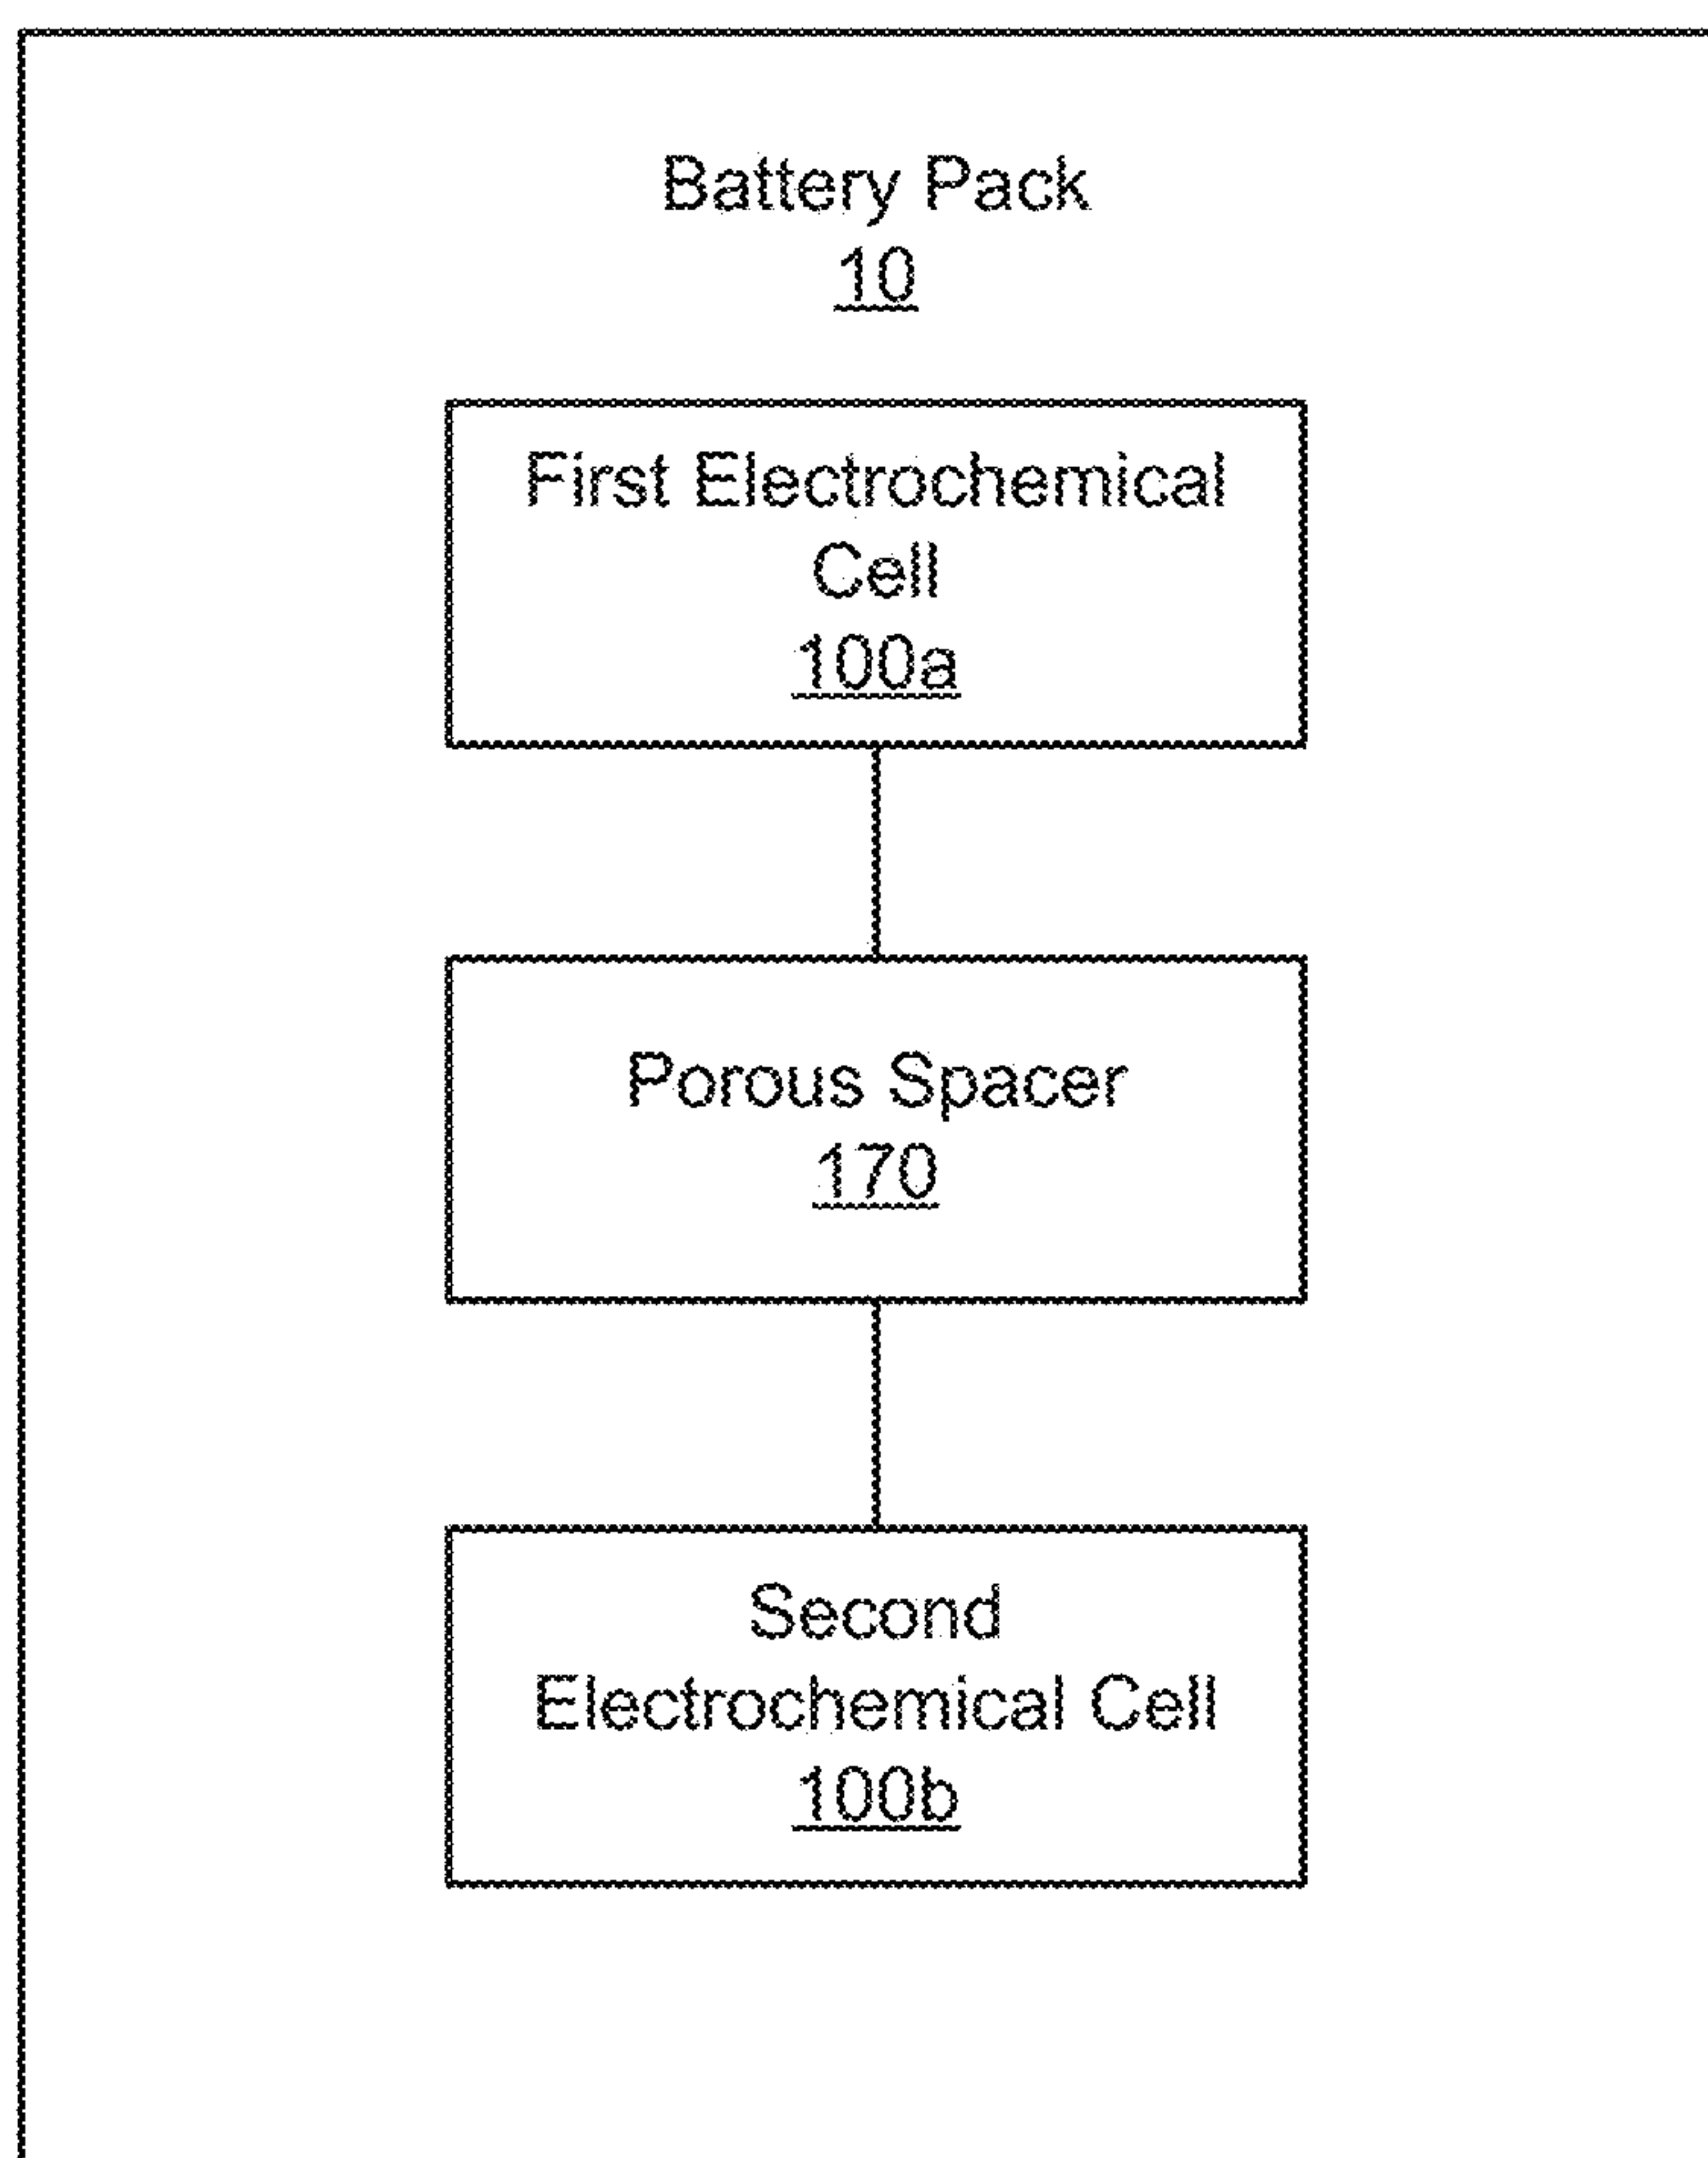 Battery Pack
10
First Electrochemical
Cell
100a
Porous Spacer
170
Second
Electrochemical Cell
100b